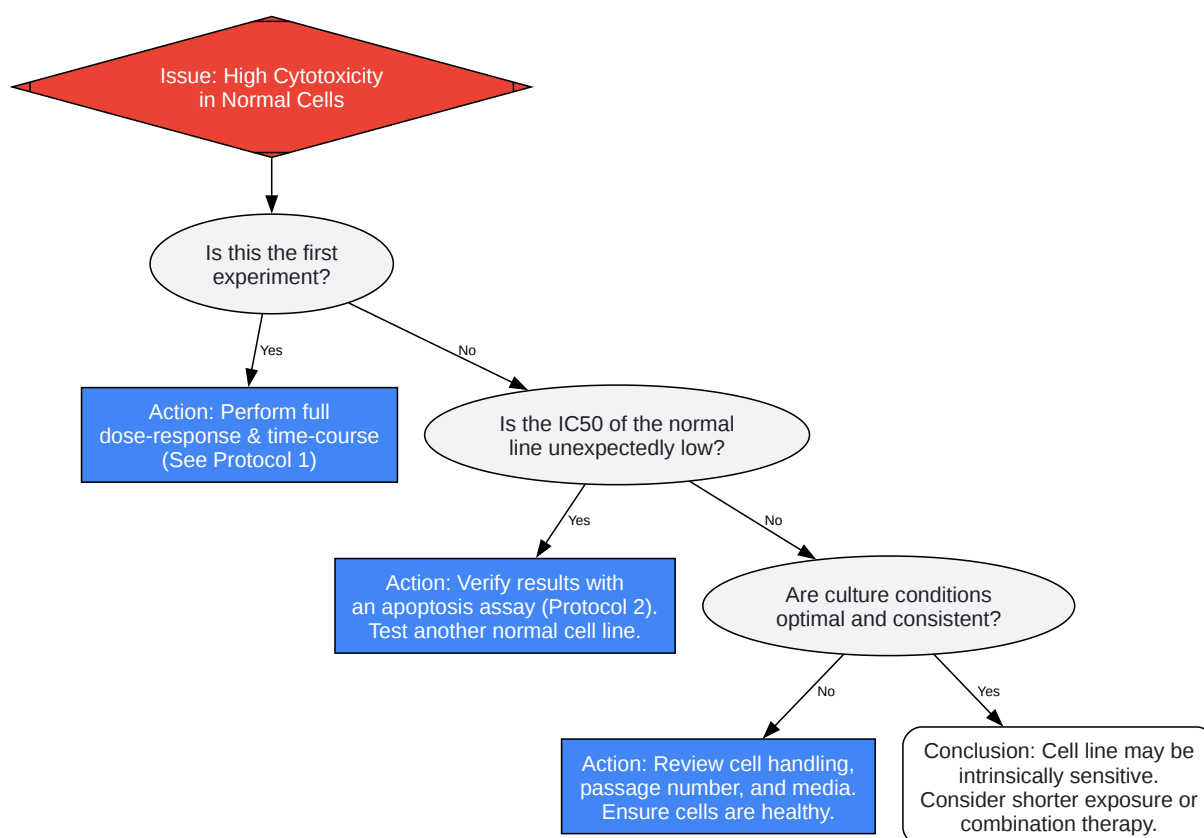 Issue: High Cytotoxicity
in Normal Cells
Is this the first
experiment?
Yes
No
Action: Perform full
dose-response & time-course
(See Protocol 1)
Is the IC50 of the normal
line unexpectedly low?
Yes
No
Action: Verify results with
an apoptosis assay (Protocol 2).
Test another normal cell line.
Are culture conditions
optimal and consistent?
No
Yes
Action: Review cell handling,
passage number, and media.
Ensure cells are healthy.
Conclusion: Cell line may be
intrinsically sensitive.
Consider shorter exposure or
combination therapy.